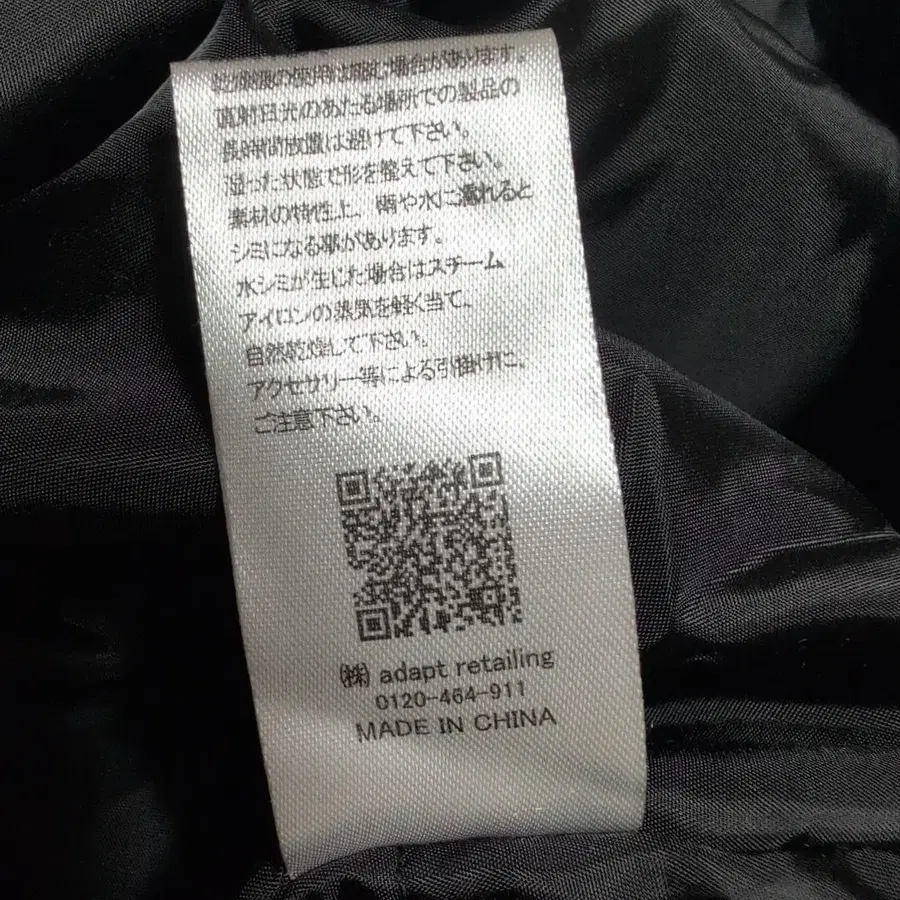 乾燥機の使用は縮む場合があります。
直射日光のあたる場所での製品の
長時間放置は避けて下さい。
湿った状態で形を整えて下さい。
素材の特性上、雨や水に濡れると
シミになる事があります。
水シミが生じた場合はスチーム
アイロンの蒸気を軽く当て、
自然乾燥して下さい。
アクセサリー等による引掛けに、
ご注意下さい。
㈱ adapt retailing
0120-464-911
MADE IN CHINA